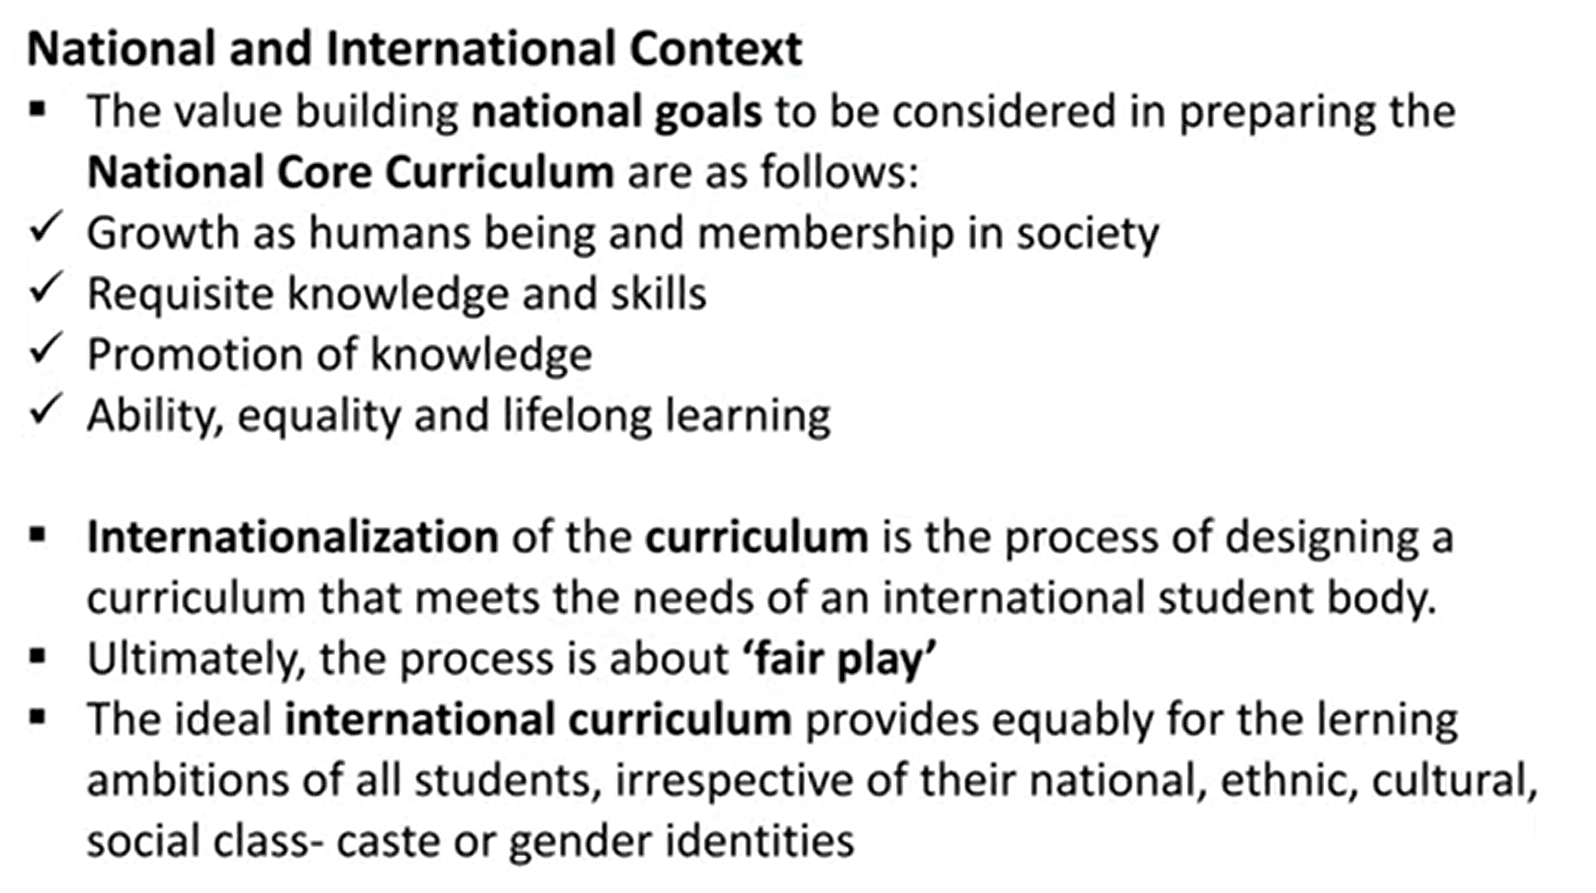 National and International Context
▪ The value building national goals to be considered in preparing the
National Core Curriculum are as follows:
✓ Growth as humans being and membership in society
✓ Requisite knowledge and skills
✓ Promotion of knowledge
✓ Ability, equality and lifelong learning
▪ Internationalization of the curriculum is the process of designing a
curriculum that meets the needs of an international student body.
▪ Ultimately, the process is about ‘fair play’
▪ The ideal international curriculum provides equably for the lerning
ambitions of all students, irrespective of their national, ethnic, cultural,
social class- caste or gender identities